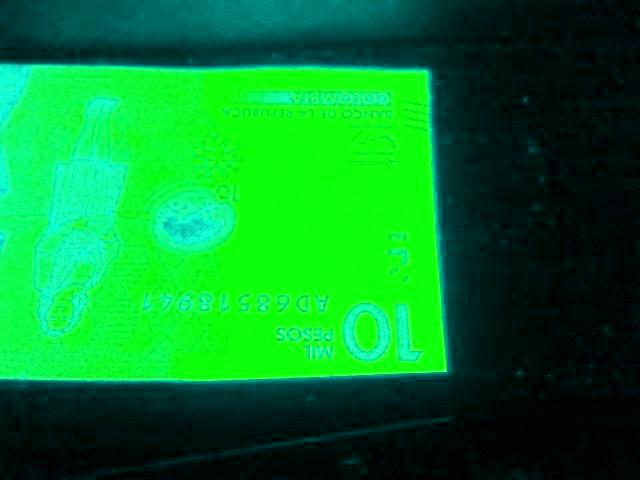 10
MIL
PESOS
AD68518941
10
BANCO DE LA REPÚBLICA
COLOMBIA